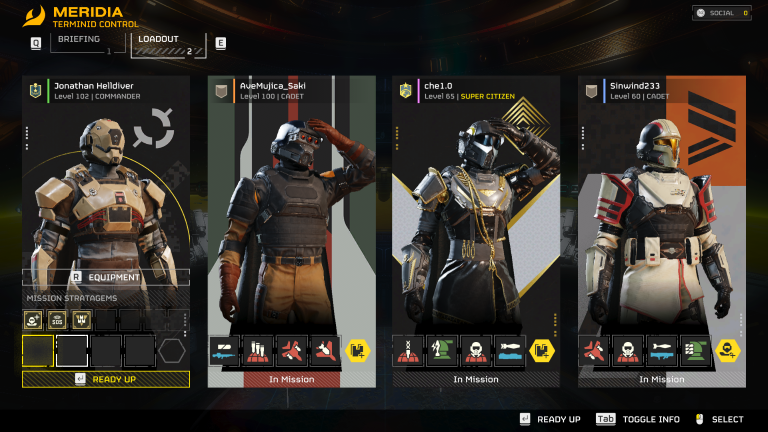 MERIDIA
TERMINID CONTROL
SOCIAL 0
Q BRIEFING 1 LOADOUT 2 E
Jonathan Helldiver
Level 102 | COMMANDER
AveMujica_Saki
Level 100 | CADET
che1.0
Level 65 | SUPER CITIZEN
Sinwind233
Level 60 | CADET
R EQUIPMENT
MISSION STRATAGEMS
SOS
READY UP
In Mission
In Mission
In Mission
READY UP Tab TOGGLE INFO SELECT